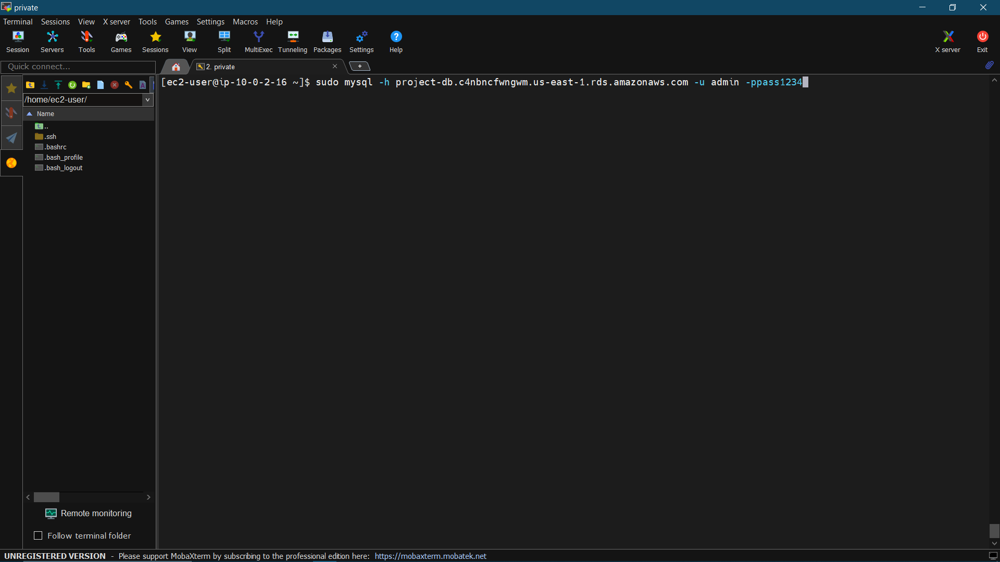 private
Terminal Sessions View X server Tools Games Settings Macros Help
Session Servers Tools Games Sessions View Split MultiExec Tunneling Packages Settings Help X server Exit
Quick connect...
2. private
[ec2-user@ip-10-0-2-16 ~]$ sudo mysql -h project-db.c4nbncfwngwm.us-east-1.rds.amazonaws.com -u admin -ppass1234
/home/ec2-user/
Name
..
.ssh
.bashrc
.bash_profile
.bash_logout
Remote monitoring
Follow terminal folder
UNREGISTERED VERSION - Please support MobaXterm by subscribing to the professional edition here: https://mobaxterm.mobatek.net